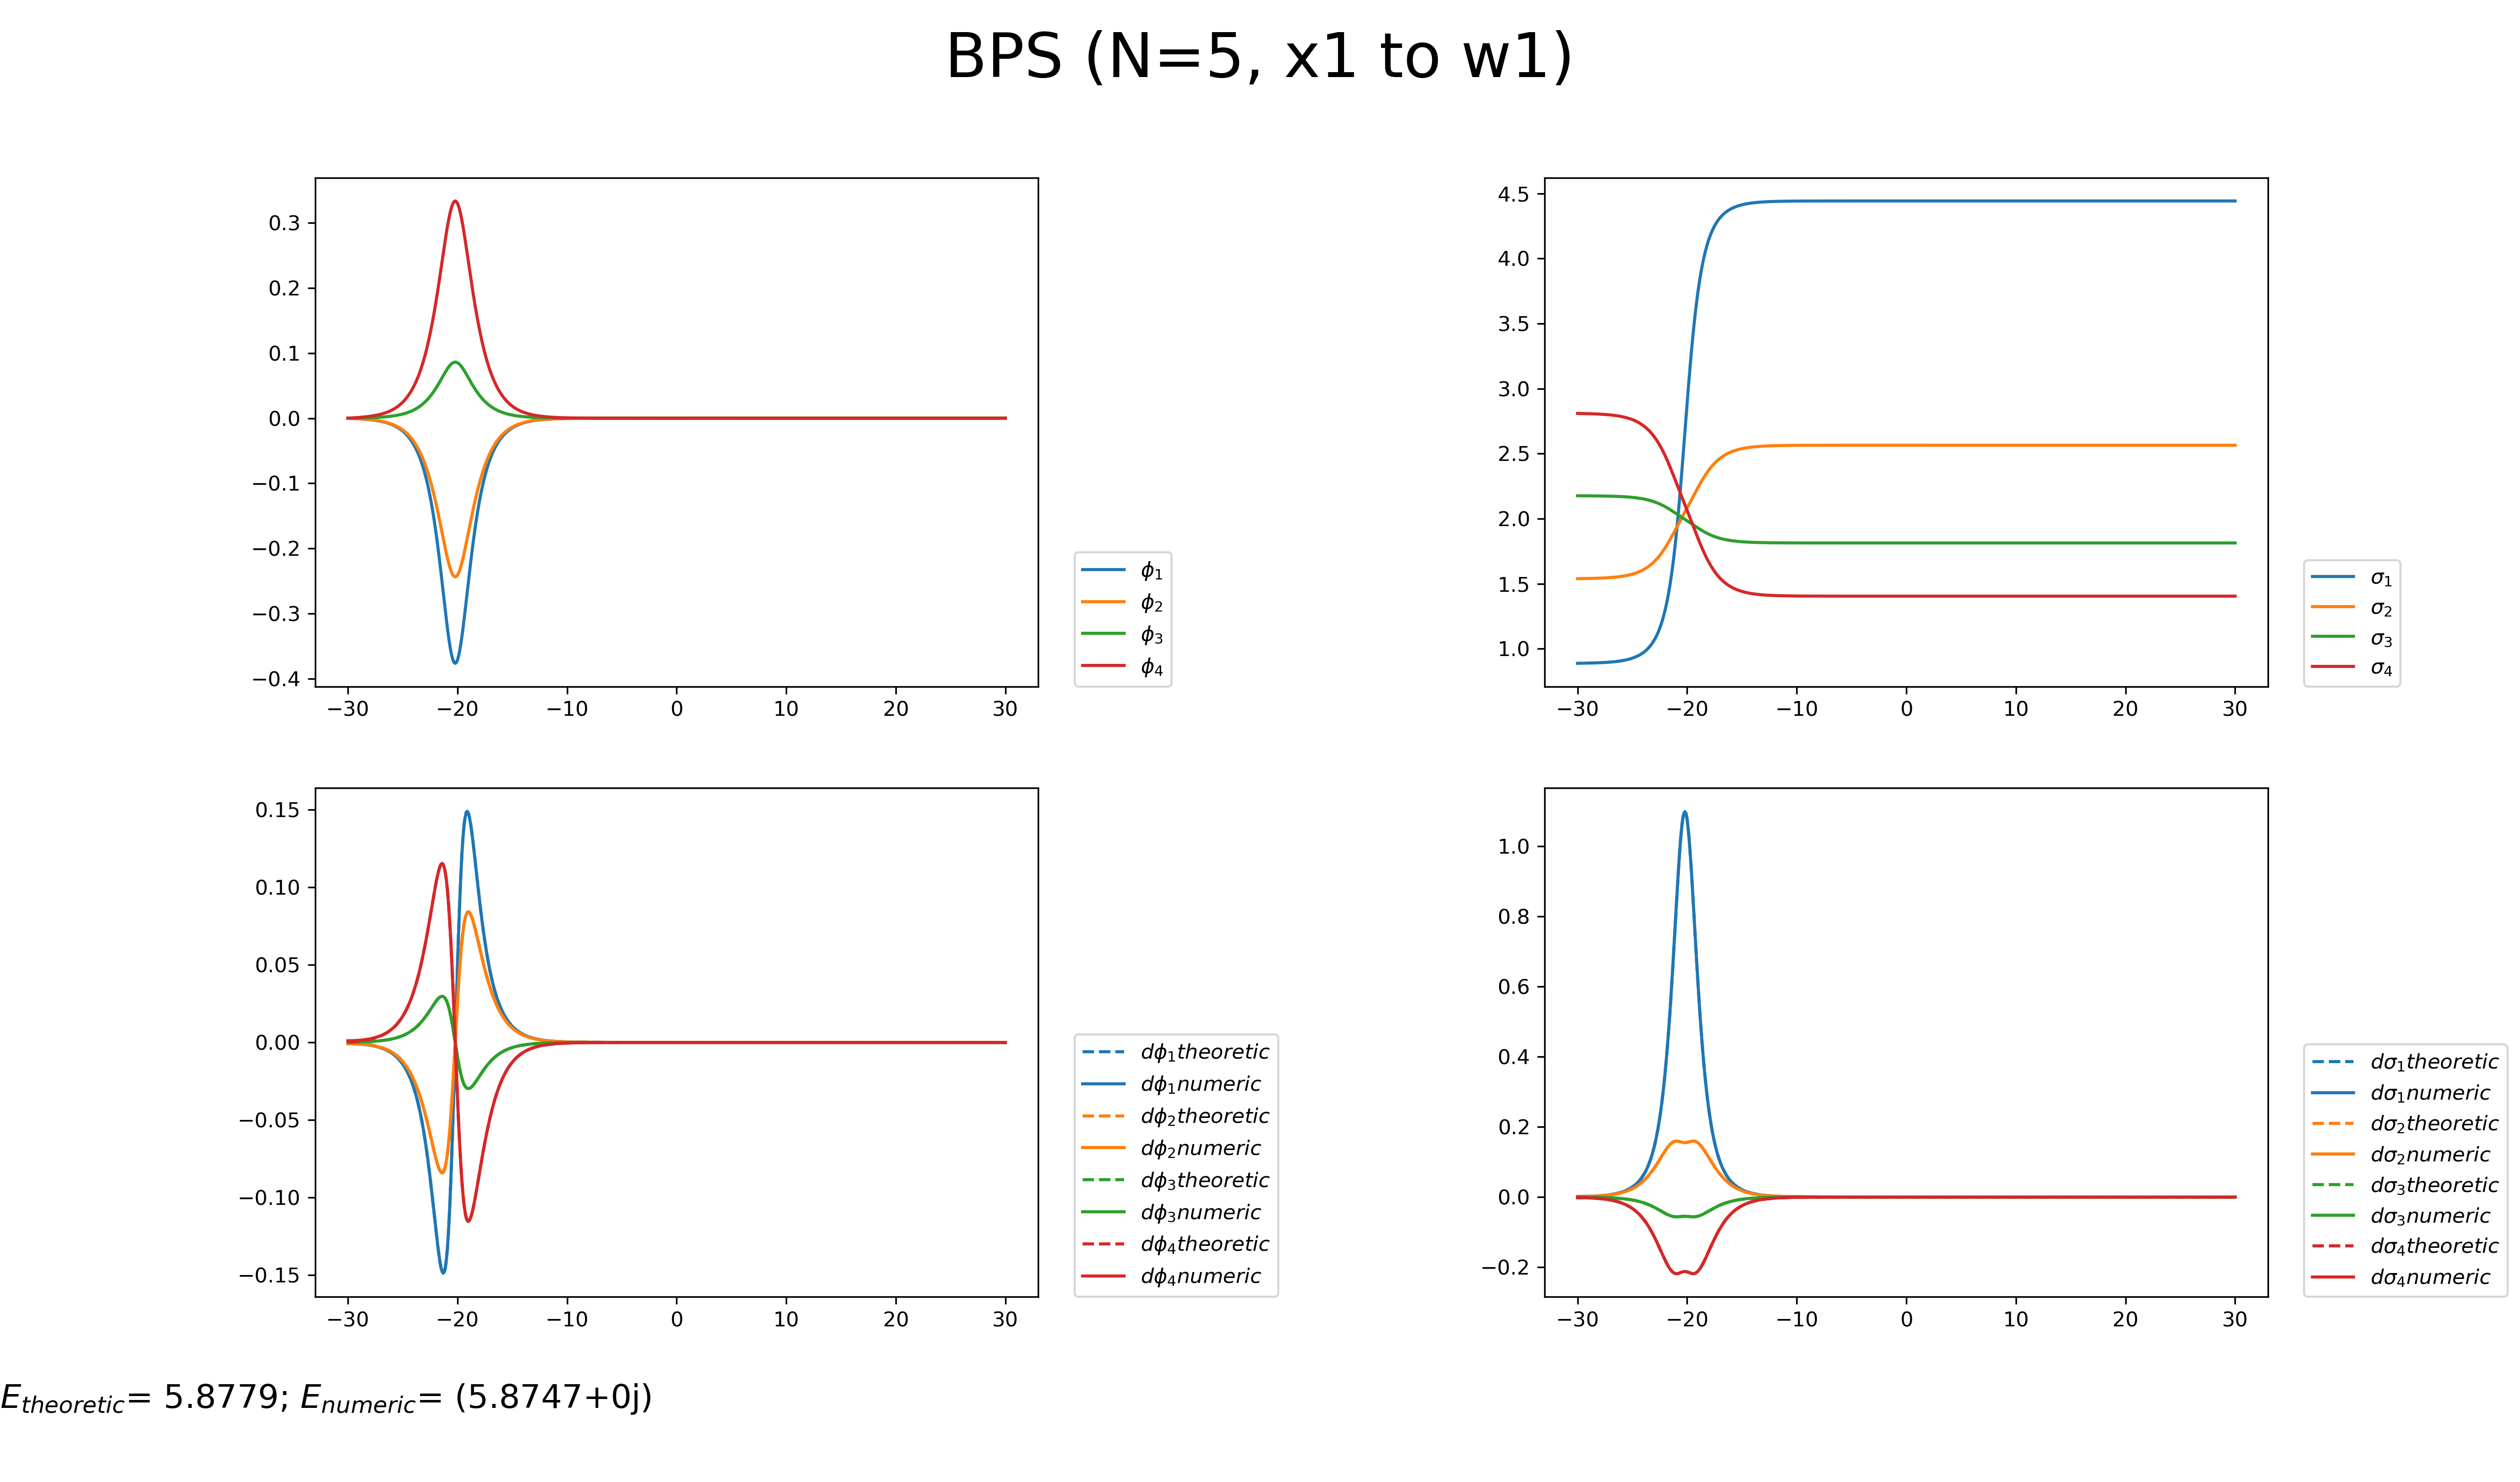 BPS (N=5, x1 to w1)
0.3
0.2
0.1
0.0
−0.1
−0.2
−0.3
−0.4
−30 −20 −10 0 10 20 30
ϕ1
ϕ2
ϕ3
ϕ4
4.5
4.0
3.5
3.0
2.5
2.0
1.5
1.0
−30 −20 −10 0 10 20 30
σ1
σ2
σ3
σ4
0.15
0.10
0.05
0.00
−0.05
−0.10
−0.15
−30 −20 −10 0 10 20 30
dϕ1theoretic
dϕ1numeric
dϕ2theoretic
dϕ2numeric
dϕ3theoretic
dϕ3numeric
dϕ4theoretic
dϕ4numeric
1.0
0.8
0.6
0.4
0.2
0.0
−0.2
−30 −20 −10 0 10 20 30
dσ1theoretic
dσ1numeric
dσ2theoretic
dσ2numeric
dσ3theoretic
dσ3numeric
dσ4theoretic
dσ4numeric
Etheoretic= 5.8779; Enumeric= (5.8747+0j)